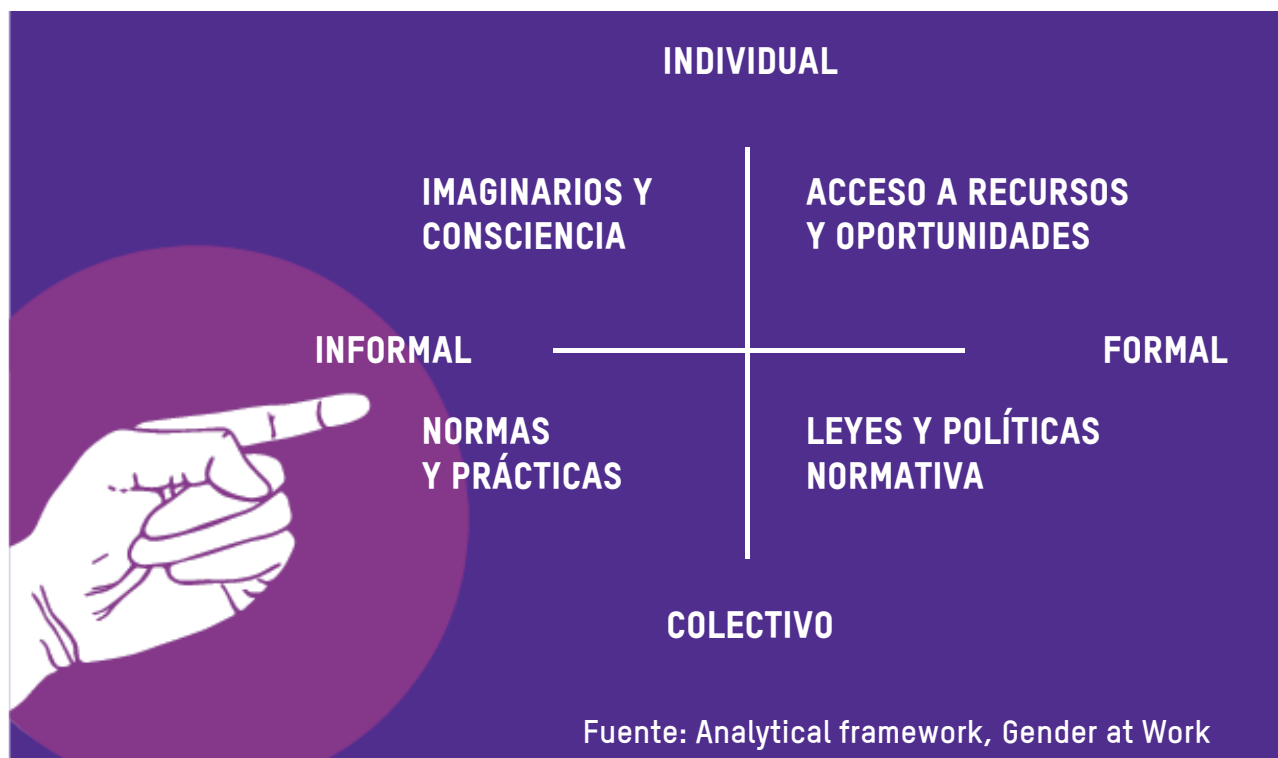 INDIVIDUAL
IMAGINARIOS Y
CONSCIENCIA
ACCESO A RECURSOS
Y OPORTUNIDADES
INFORMAL
FORMAL
NORMAS
Y PRÁCTICAS
LEYES Y POLÍTICAS
NORMATIVA
COLECTIVO
Fuente: Analytical framework, Gender at Work